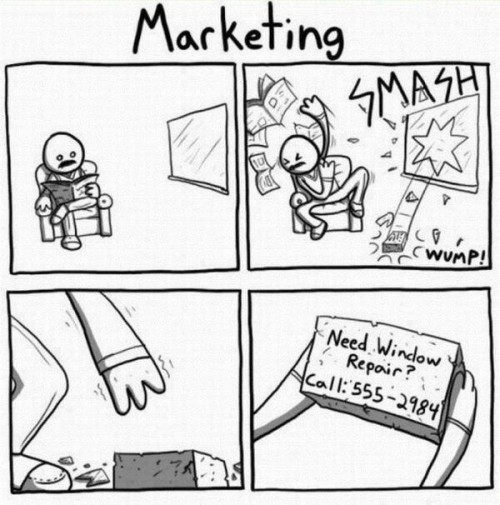 Marketing
SMASH
WUMP!
Need Window
Repair?
Call: 555-2984